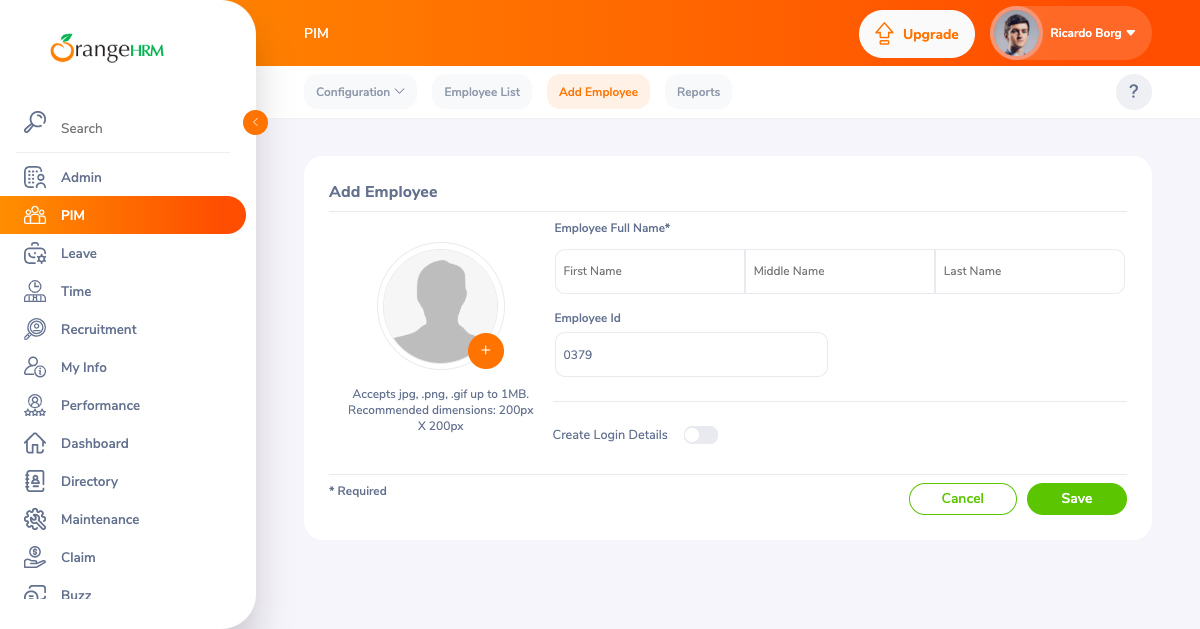 OrangeHRM
PIM
Upgrade
Ricardo Borg
Configuration
Employee List
Add Employee
Reports
?
Search
Admin
PIM
Leave
Time
Recruitment
My Info
Performance
Dashboard
Directory
Maintenance
Claim
Buzz
Add Employee
Accepts jpg, .png, .gif up to 1MB.
Recommended dimensions: 200px
X 200px
Employee Full Name*
First Name
Middle Name
Last Name
Employee Id
0379
Create Login Details
* Required
Cancel
Save